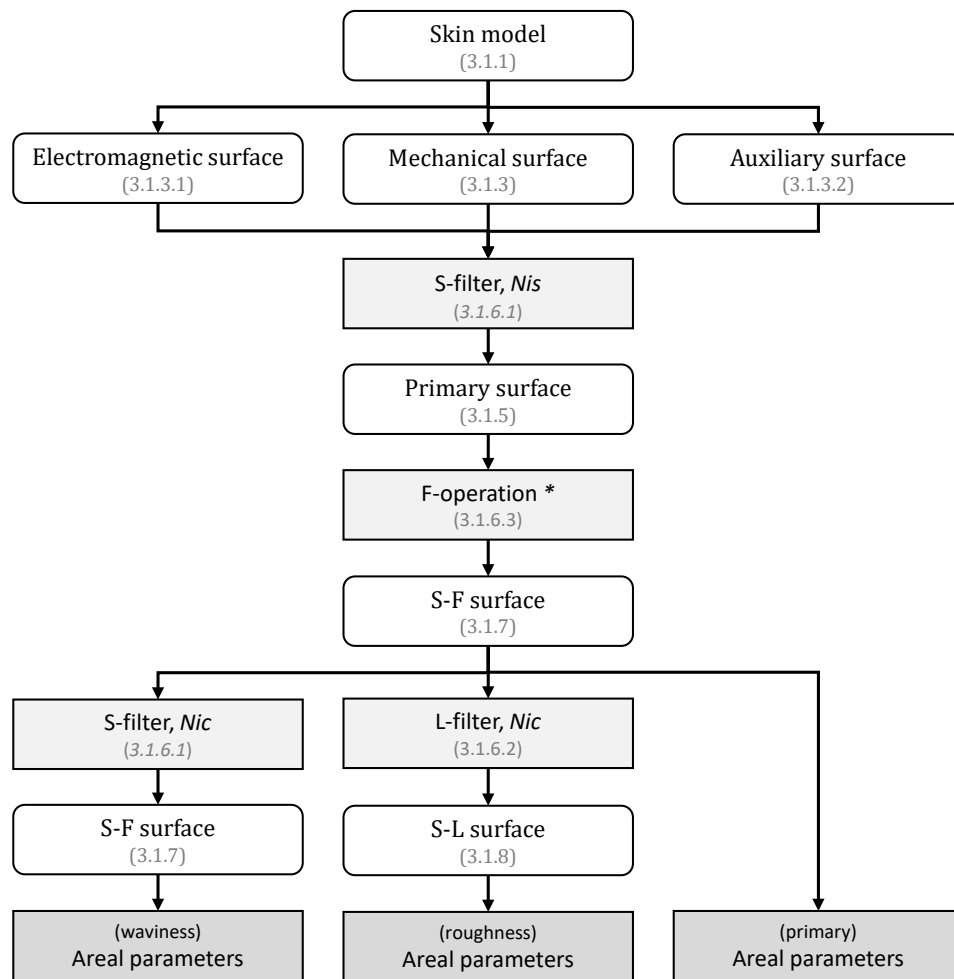 Skin model
(3.1.1)
Electromagnetic surface
(3.1.3.1)
Mechanical surface
(3.1.3)
Auxiliary surface
(3.1.3.2)
S-filter, Nis
(3.1.6.1)
Primary surface
(3.1.5)
F-operation *
(3.1.6.3)
S-F surface
(3.1.7)
S-filter, Nic
(3.1.6.1)
L-filter, Nic
(3.1.6.2)
S-F surface
(3.1.7)
S-L surface
(3.1.8)
(waviness)
Areal parameters
(roughness)
Areal parameters
(primary)
Areal parameters